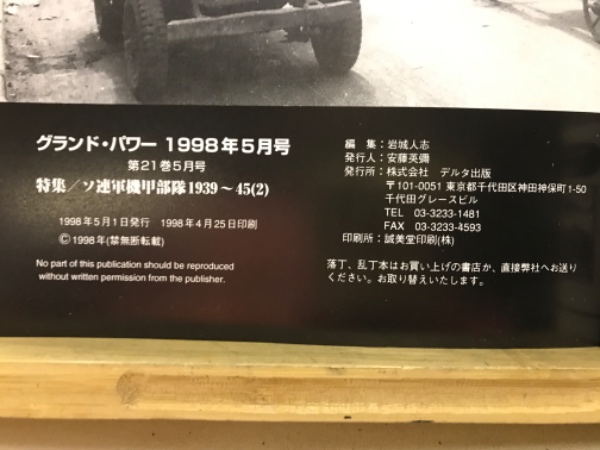 グランド・パワー 1998年5月号
第21巻5月号
特集／ソ連軍機甲部隊1939～45(2)
1998年5月1日発行 1998年4月25日印刷
©1998年(禁無断転載)
No part of this publication should be reproduced
without written permission from the publisher.
編 集：岩城人志
発行人：安藤英彌
発行所：株式会社 デルタ出版
〒101-0051 東京都千代田区神田神保町1-50
千代田グレースビル
TEL 03-3233-1481
FAX 03-3233-4593
印刷所：誠美堂印刷(株)
落丁、乱丁本はお買い上げの書店か、直接弊社へお送り
ください。お取り替えいたします。